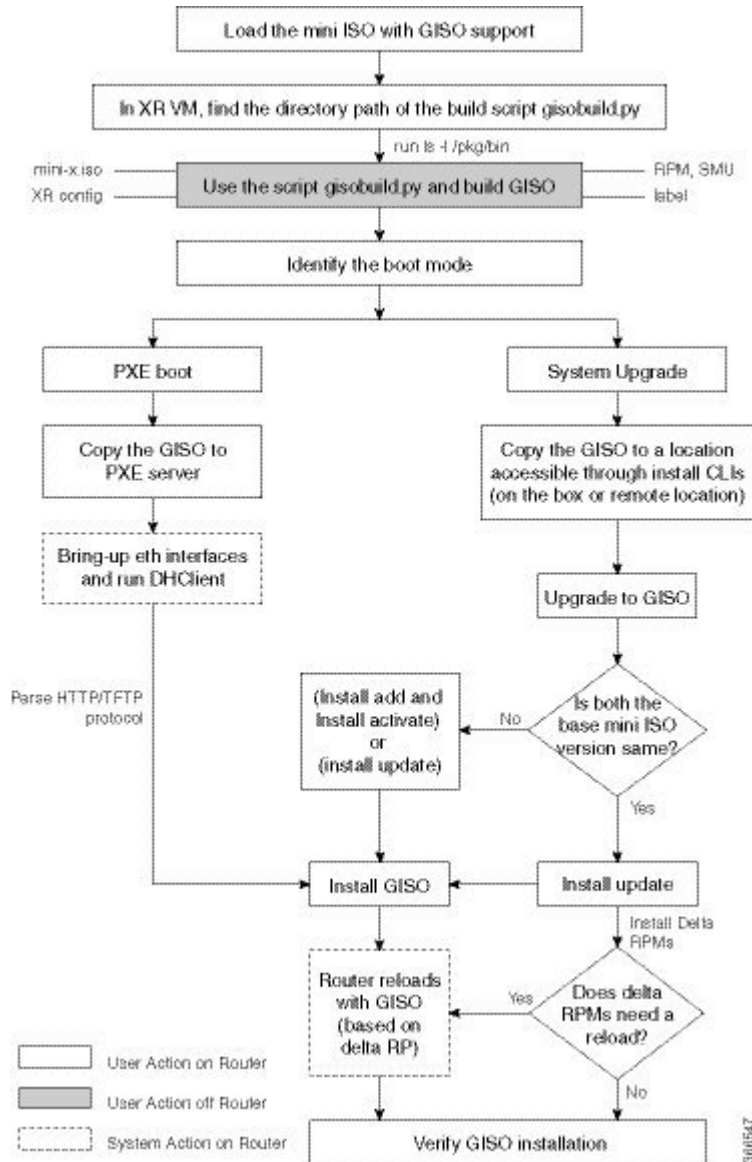 Load the mini ISO with GISO support
In XR VM, find the directory path of the build script gisobuild.py
run ls -l /pkg/bin
mini-x.iso
XR config
Use the script gisobuild.py and build GISO
RPM, SMU
label
Identify the boot mode
PXE boot
System Upgrade
Copy the GISO to
PXE server
Copy the GISO to a location
accessible through install CLIs
(on the box or remote location)
Bring-up eth interfaces
and run DHClient
Upgrade to GISO
Parse HTTP/TFTP
protocol
(Install add and
Install activate)
or
(install update)
No
Is both the
base mini ISO
version same?
Yes
Install GISO
Install update
Install Delta
RPMs
Router reloads
with GISO
(based on
delta RP)
Yes
Does delta
RPMs need a
reload?
No
User Action on Router
User Action off Router
System Action on Router
Verify GISO installation